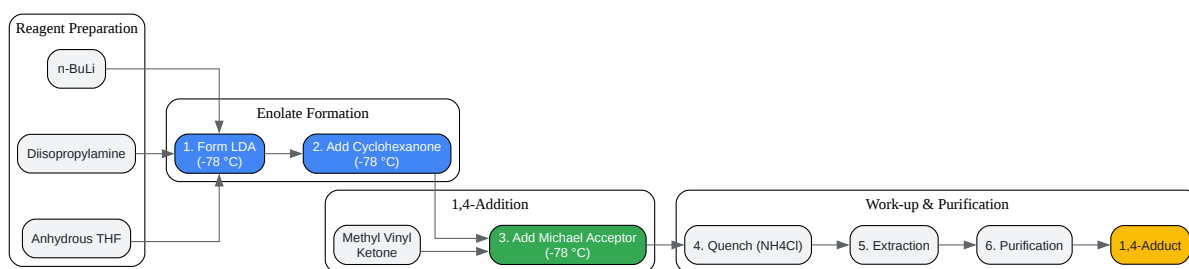 Reagent Preparation
n-BuLi
Diisopropylamine
Anhydrous THF
Enolate Formation
1. Form LDA
(-78 °C)
2. Add Cyclohexanone
(-78 °C)
1,4-Addition
Methyl Vinyl
Ketone
3. Add Michael Acceptor
(-78 °C)
Work-up & Purification
4. Quench (NH4Cl)
5. Extraction
6. Purification
1,4-Adduct